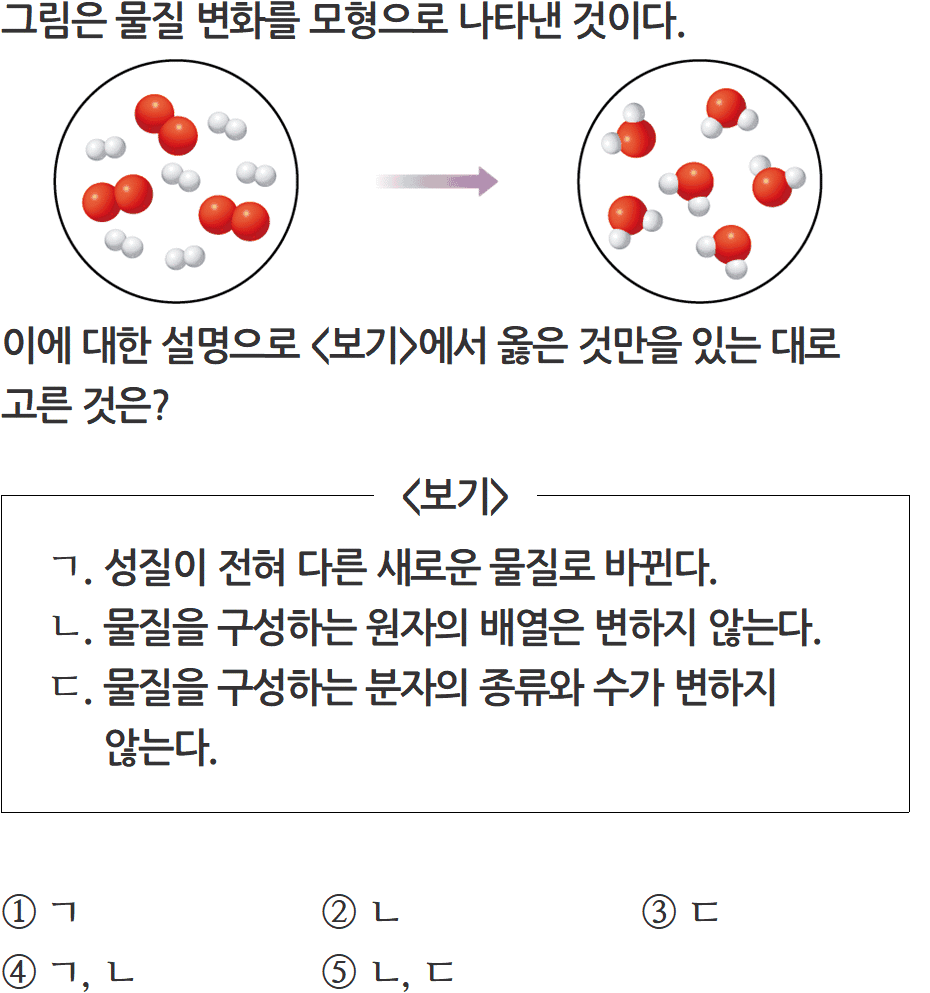 그림은 물질 변화를 모형으로 나타낸 것이다.
이에 대한 설명으로 <보기>에서 옳은 것만을 있는 대로
고른 것은?
<보기>
ㄱ. 성질이 전혀 다른 새로운 물질로 바뀐다.
ㄴ. 물질을 구성하는 원자의 배열은 변하지 않는다.
ㄷ. 물질을 구성하는 분자의 종류와 수가 변하지
않는다.
① ㄱ ② ㄴ ③ ㄷ
④ ㄱ, ㄴ ⑤ ㄴ, ㄷ